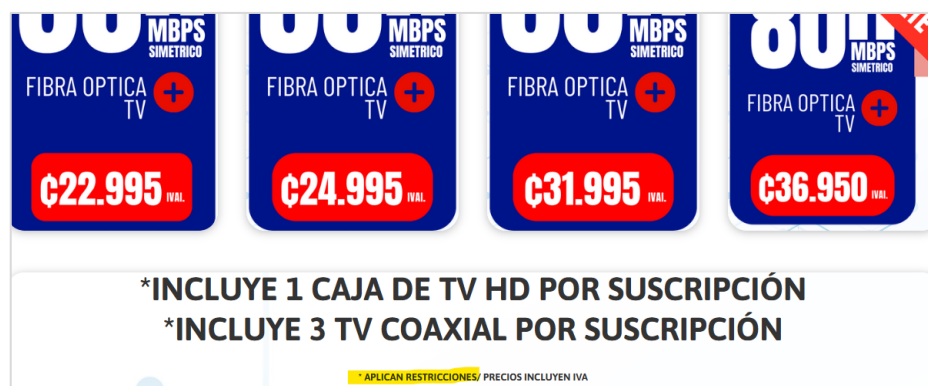 MBPS
SIMETRICO
FIBRA OPTICA
TV
+
₡22.995 IVAI.
MBPS
SIMETRICO
FIBRA OPTICA
TV
+
₡24.995 IVAI.
MBPS
SIMETRICO
FIBRA OPTICA
TV
+
₡31.995 IVAI.
MBPS
SIMETRICO
FIBRA OPTICA
TV
+
₡36.950 IVAI.
*INCLUYE 1 CAJA DE TV HD POR SUSCRIPCIÓN
*INCLUYE 3 TV COAXIAL POR SUSCRIPCIÓN
* APLICAN RESTRICCIONES/ PRECIOS INCLUYEN IVA